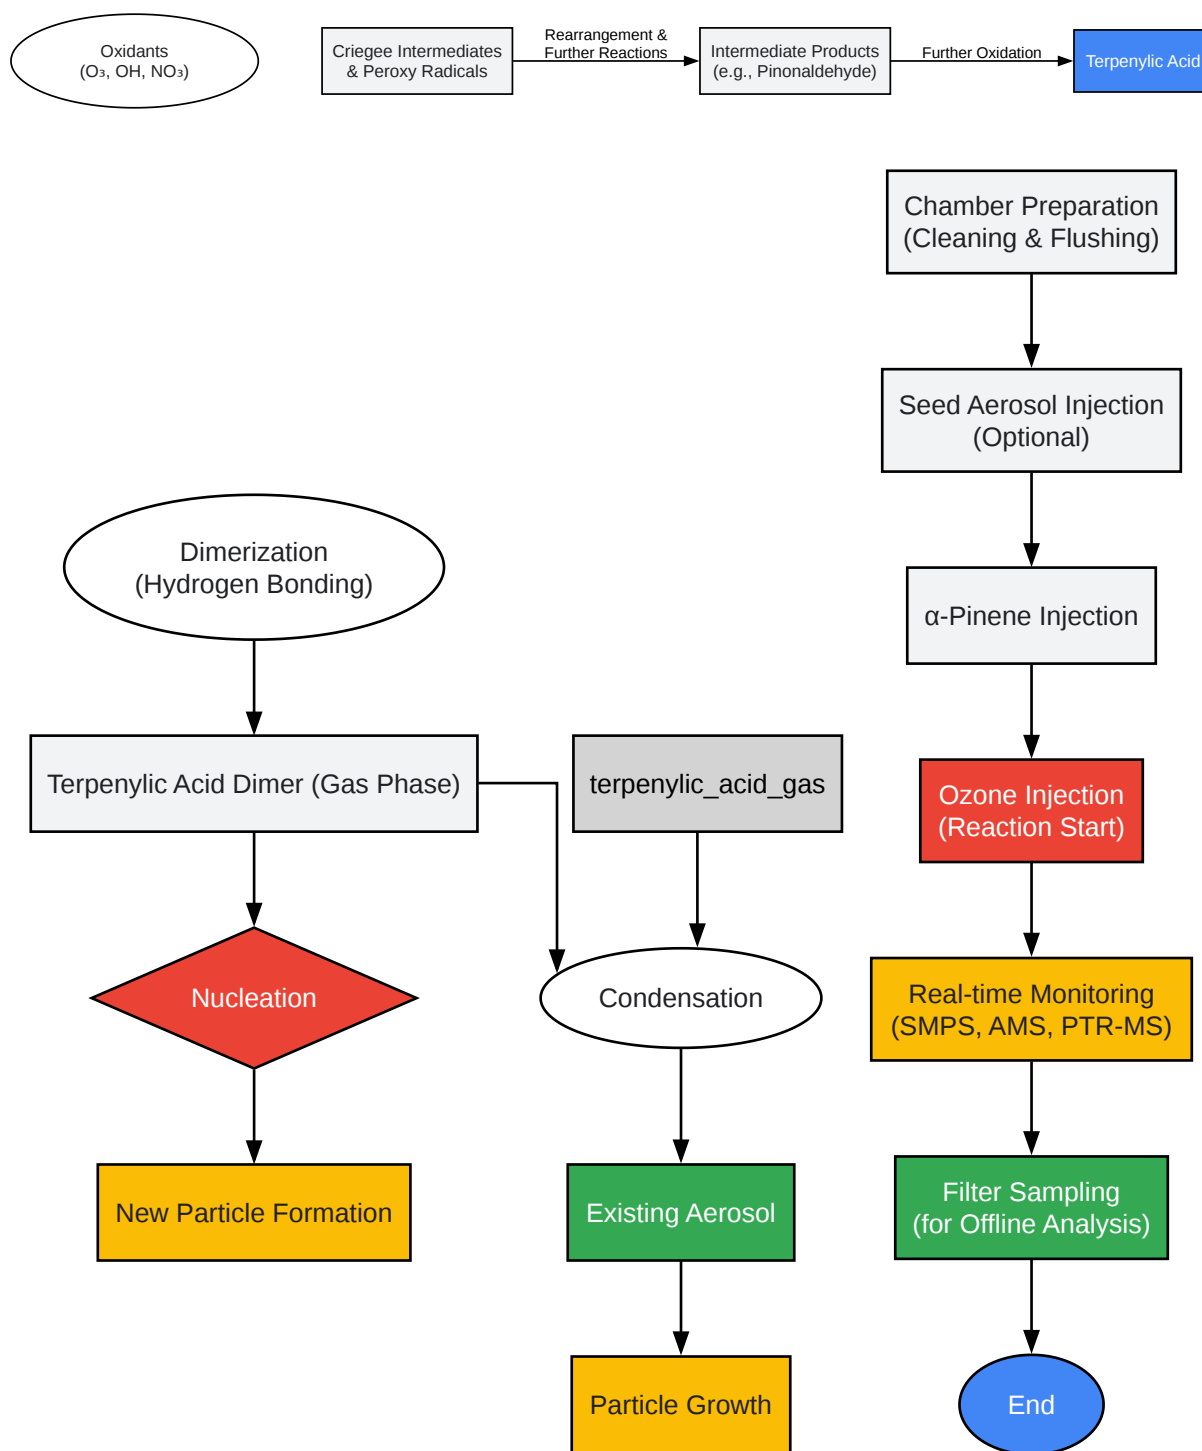 Oxidants
(O₃, OH, NO₃)
Criegee Intermediates
& Peroxy Radicals
Rearrangement &
Further Reactions
Intermediate Products
(e.g., Pinonaldehyde)
Further Oxidation
Terpenylic Acid
Chamber Preparation
(Cleaning & Flushing)
Seed Aerosol Injection
(Optional)
α-Pinene Injection
Ozone Injection
(Reaction Start)
Real-time Monitoring
(SMPS, AMS, PTR-MS)
Filter Sampling
(for Offline Analysis)
End
Dimerization
(Hydrogen Bonding)
Terpenylic Acid Dimer (Gas Phase)
terpenylic_acid_gas
Nucleation
Condensation
New Particle Formation
Existing Aerosol
Particle Growth